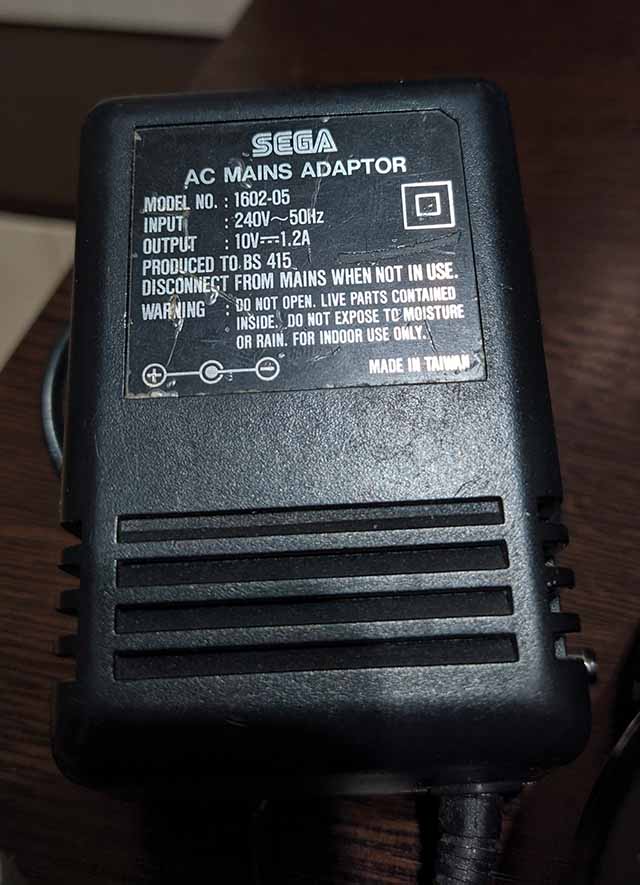 SEGA
AC MAINS ADAPTOR
MODEL NO. : 1602-05
INPUT : 240V~50Hz
OUTPUT : 10V⎓1.2A
PRODUCED TO BS 415
DISCONNECT FROM MAINS WHEN NOT IN USE.
WARNING : DO NOT OPEN. LIVE PARTS CONTAINED
INSIDE. DO NOT EXPOSE TO MOISTURE
OR RAIN. FOR INDOOR USE ONLY.
MADE IN TAIWAN